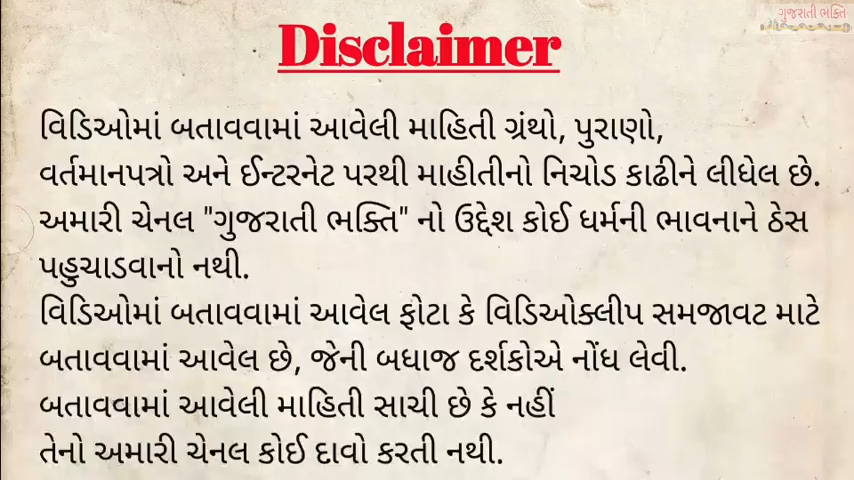 ગુજરાતી ભક્તિ
Disclaimer
વિડિઓમાં બતાવવામાં આવેલી માહિતી ગ્રંથો, પુરાણો,
વર્તમાનપત્રો અને ઈન્ટરનેટ પરથી માહીતીનો નિચોડ કાઢીને લીધેલ છે.
અમારી ચેનલ "ગુજરાતી ભક્તિ" નો ઉદ્દેશ કોઈ ધર્મની ભાવનાને ઠેસ
પહુચાડવાનો નથી.
વિડિઓમાં બતાવવામાં આવેલ ફોટા કે વિડિઓક્લીપ સમજાવટ માટે
બતાવવામાં આવેલ છે, જેની બધાજ દર્શકોએ નોંધ લેવી.
બતાવવામાં આવેલી માહિતી સાચી છે કે નહીં
તેનો અમારી ચેનલ કોઈ દાવો કરતી નથી.